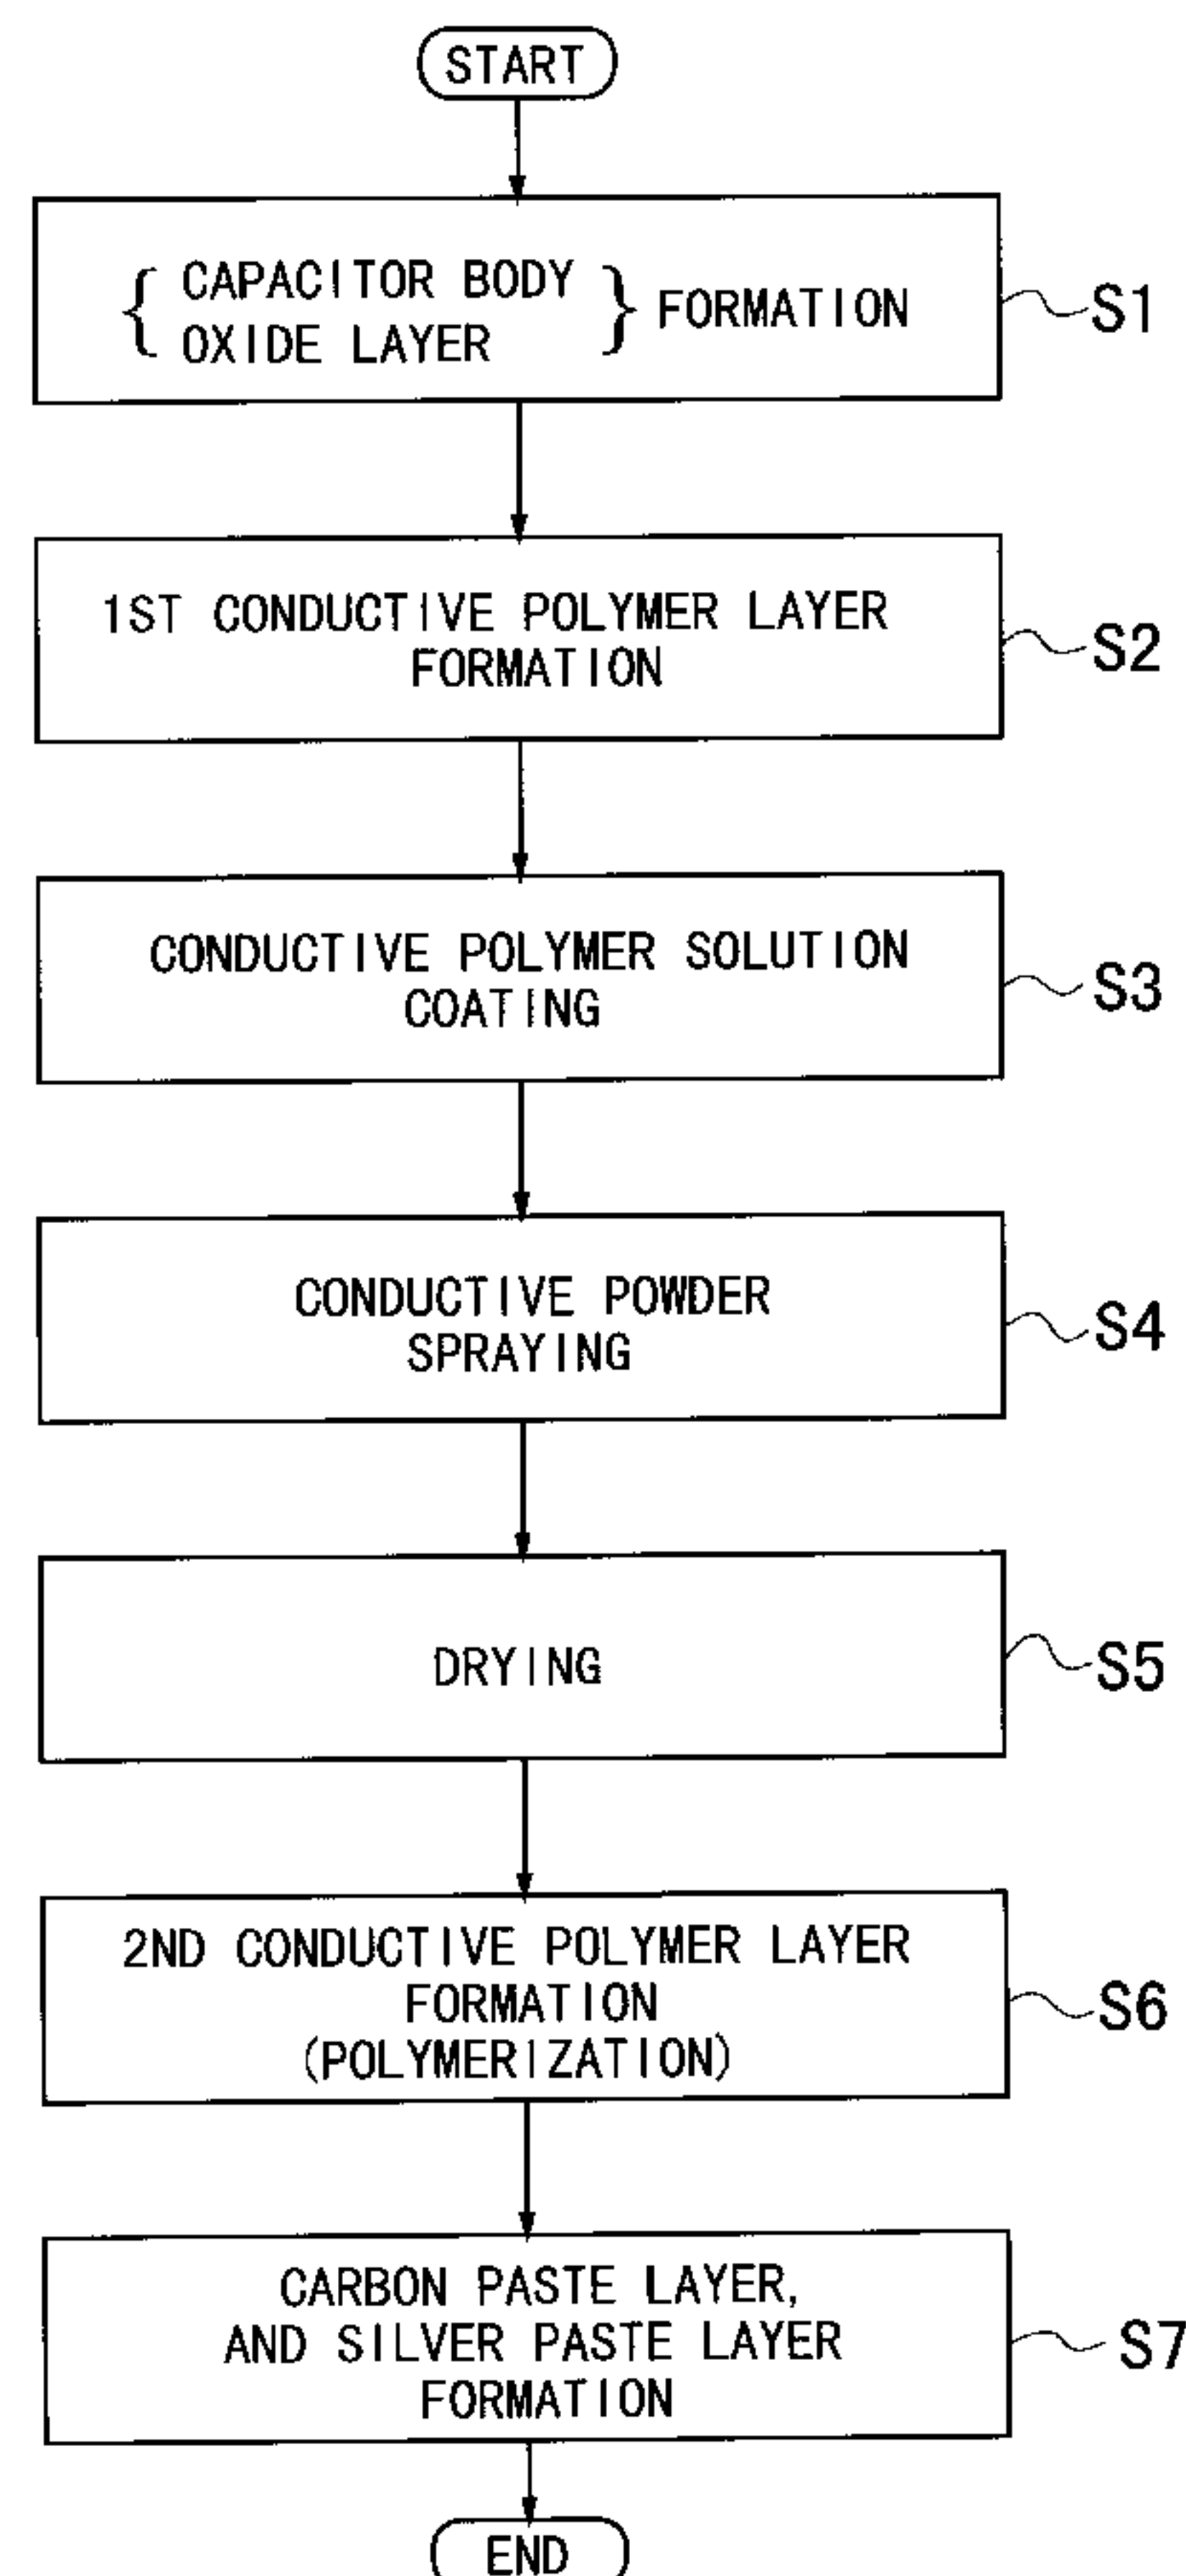 START
{ CAPACITOR BODY
OXIDE LAYER } FORMATION
S1
1ST CONDUCTIVE POLYMER LAYER
FORMATION
S2
CONDUCTIVE POLYMER SOLUTION
COATING
S3
CONDUCTIVE POWDER
SPRAYING
S4
DRYING
S5
2ND CONDUCTIVE POLYMER LAYER
FORMATION
(POLYMERIZATION)
S6
CARBON PASTE LAYER,
AND SILVER PASTE LAYER
FORMATION
S7
END